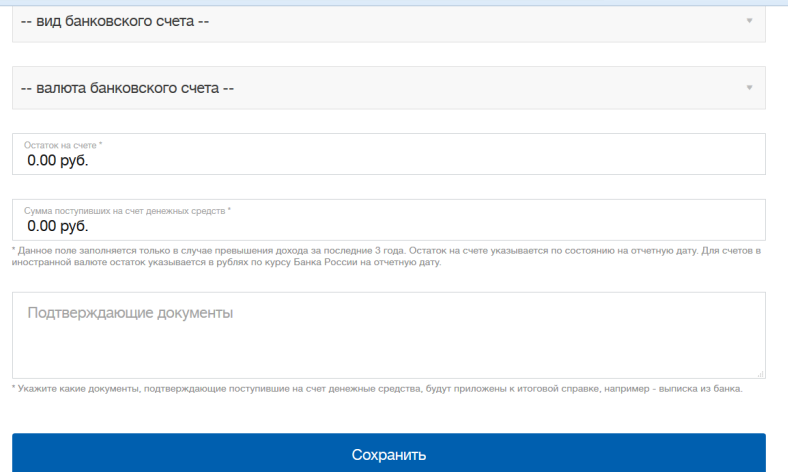 -- вид банковского счета --
-- валюта банковского счета --
Остаток на счете *
0.00 руб.
Сумма поступивших на счет денежных средств *
0.00 руб.
* Данное поле заполняется только в случае превышения дохода за последние 3 года. Остаток на счете указывается по состоянию на отчетную дату. Для счетов в
иностранной валюте остаток указывается в рублях по курсу Банка России на отчетную дату.
Подтверждающие документы
* Укажите какие документы, подтверждающие поступившие на счет денежные средства, будут приложены к итоговой справке, например - выписка из банка.
Сохранить